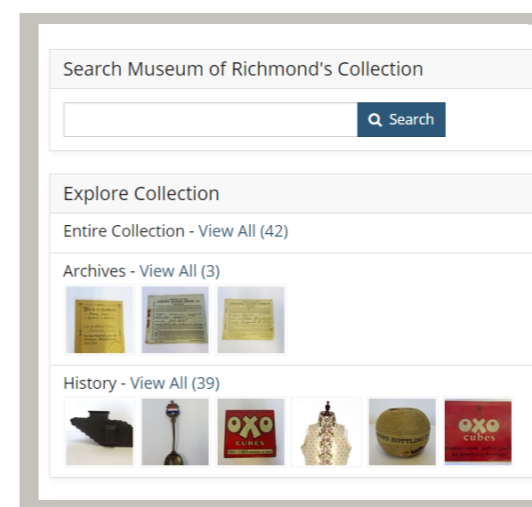 Search Museum of Richmond's Collection
Search
Explore Collection
Entire Collection - View All (42)
Archives - View All (3)
History - View All (39)
OXO
CUBES
OXO
cubes